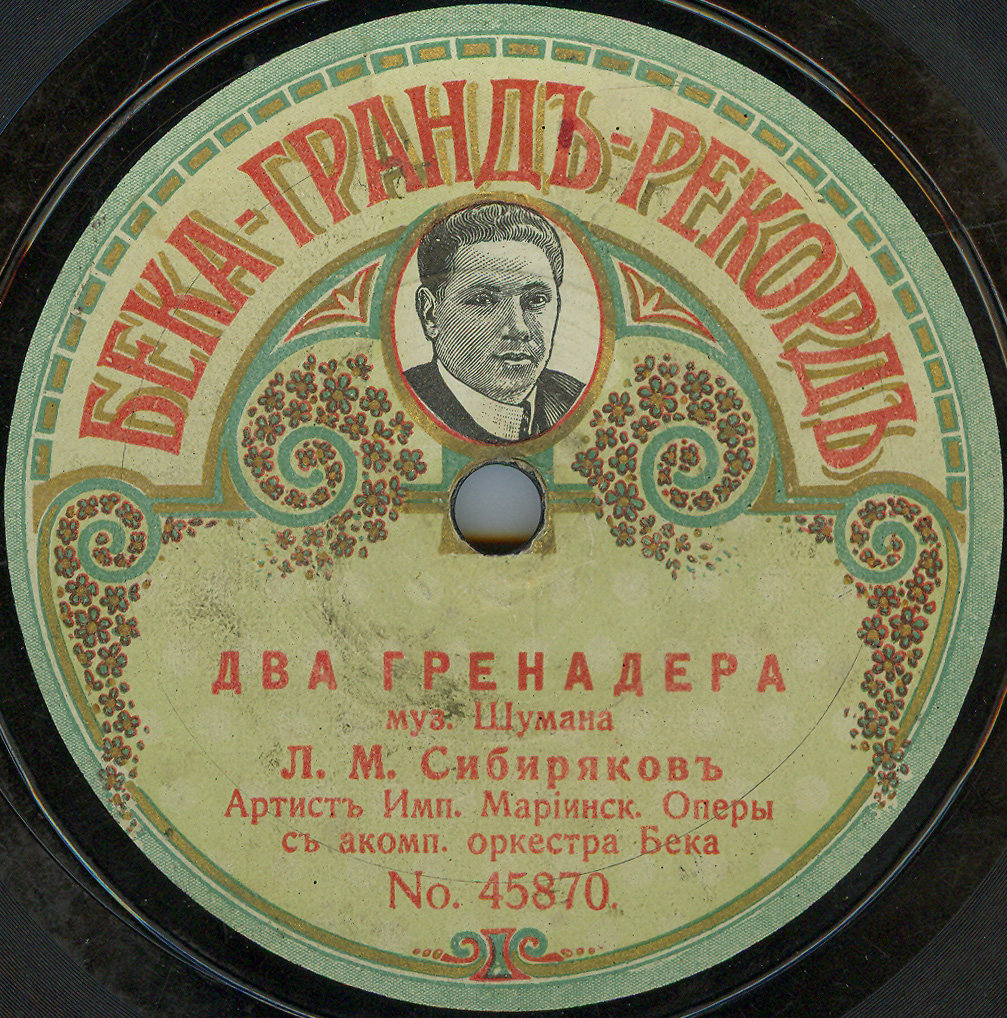 БЕКА-ГРАНДЪ-РЕКОРДЪ
ДВА ГРЕНАДЕРА
муз. Шумана
Л. М. Сибиряковъ
Артистъ Имп. Маріинск. Оперы
съ акомп. оркестра Бека
No. 45870.